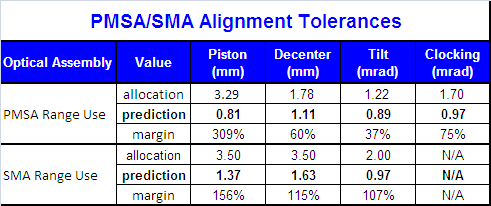 PMSA/SMA Alignment Tolerances
Optical Assembly Value Piston (mm) Decenter (mm) Tilt (mrad) Clocking (mrad)
PMSA Range Use
allocation 3.29 1.78 1.22 1.70
prediction 0.81 1.11 0.89 0.97
margin 309% 60% 37% 75%
SMA Range Use
allocation 3.50 3.50 2.00 N/A
prediction 1.37 1.63 0.97 N/A
margin 156% 115% 107% N/A